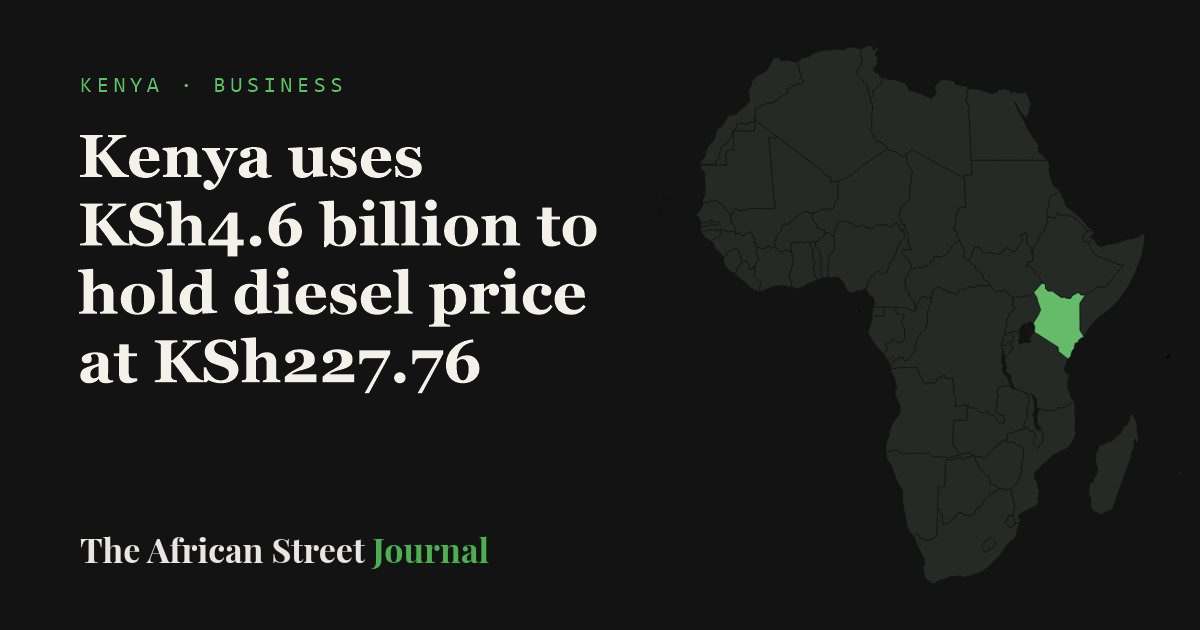 KENYA · BUSINESS
Kenya uses
KSh4.6 billion to
hold diesel price
at KSh227.76
The African Street Journal